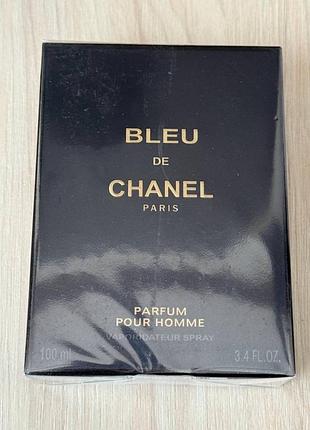 BLEU
DE
CHANEL
PARIS
PARFUM
POUR HOMME
VAPORISATEUR SPRAY
100 ml 3.4 FL.OZ.